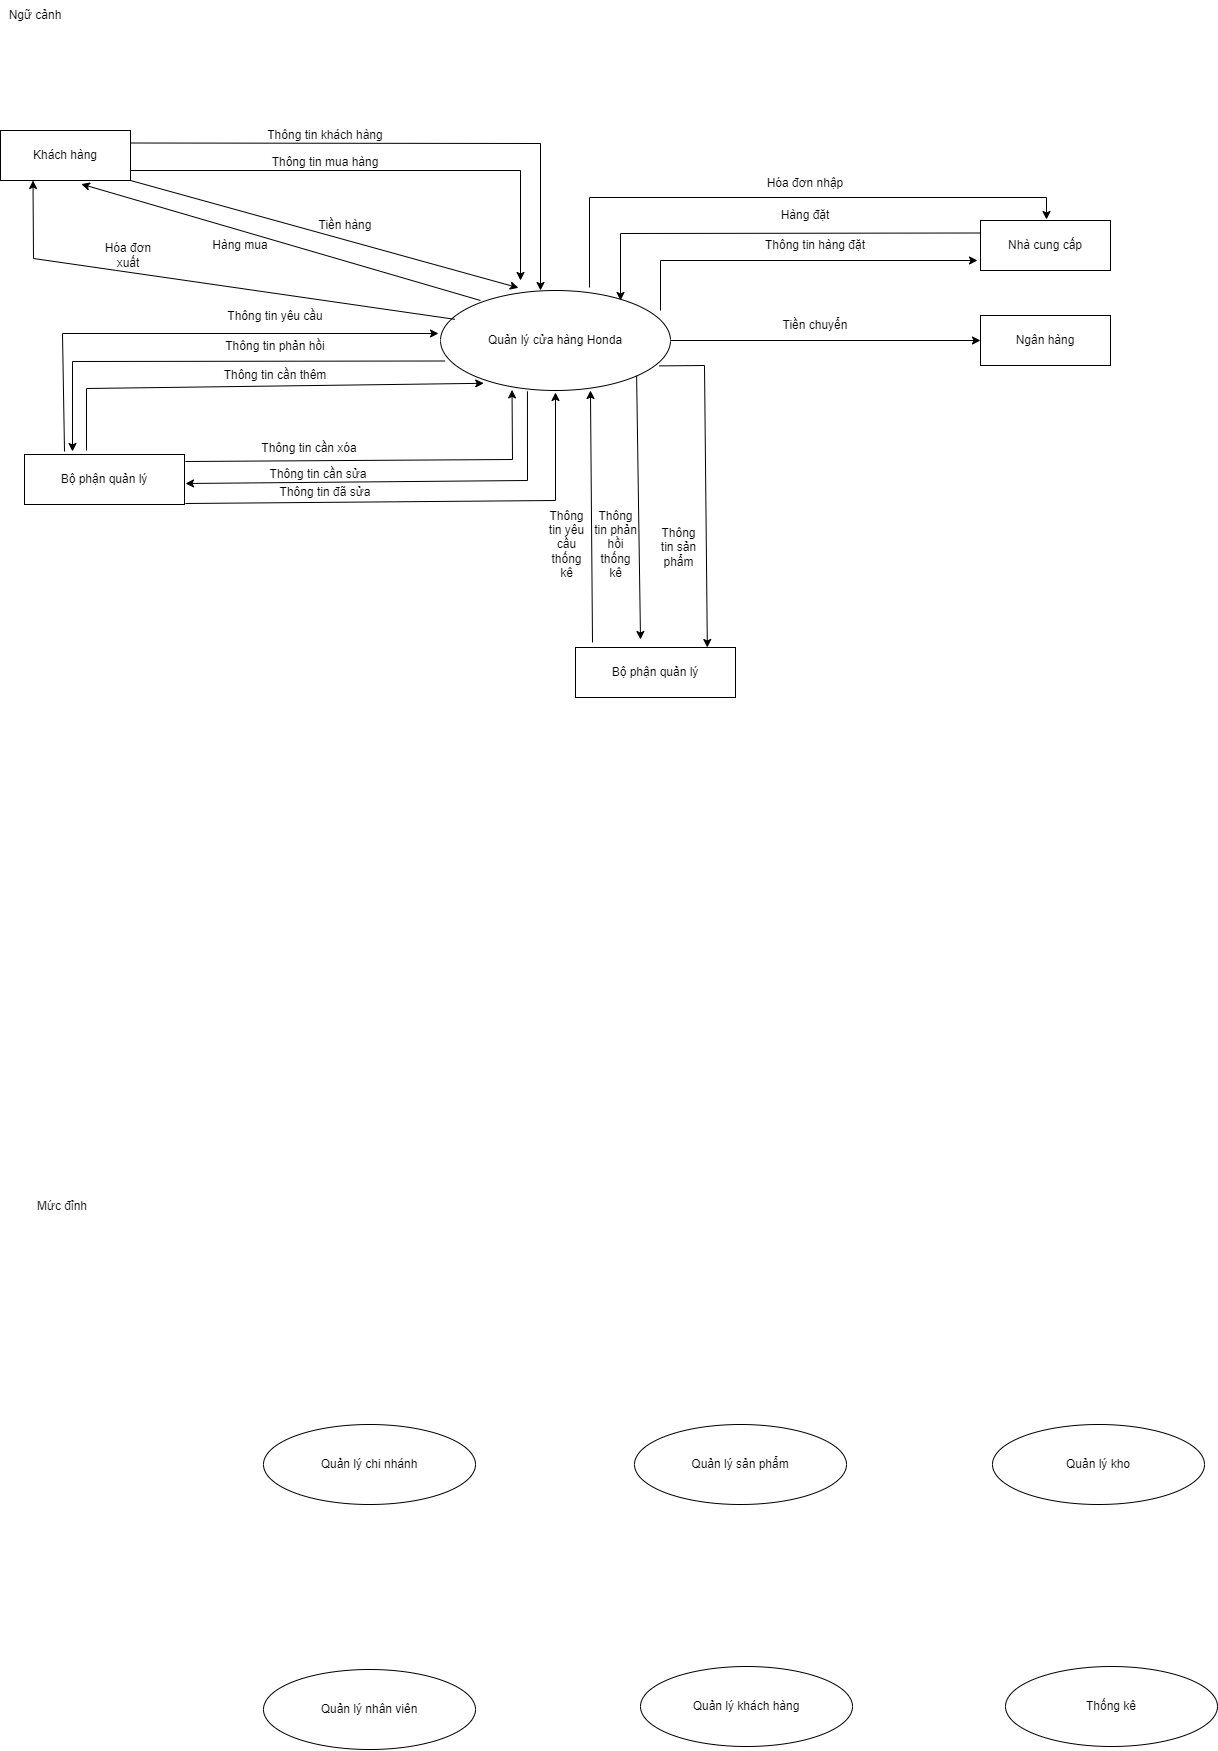 Ngữ cảnh
Thông tin khách hàng
Khách hàng
Thông tin mua hàng
Hóa đơn nhập
Hàng đặt
Tiền hàng
Hàng mua
Thông tin hàng đặt
Nhà cung cấp
Hóa đơn
xuất
Thông tin yêu cầu
Tiền chuyển
Quản lý cửa hàng Honda
Ngân hàng
Thông tin phản hồi
Thông tin cần thêm
Thông tin cần xóa
Thông tin cần sửa
Bộ phận quản lý
Thông tin đã sửa
Thông
tin yêu
cầu
thống
kê
Thông
tin phản
hồi
thống
kê
Thông
tin sản
phẩm
Bộ phận quản lý
Mức đỉnh
Quản lý chi nhánh
Quản lý sản phẩm
Quản lý kho
Quản lý nhân viên
Quản lý khách hàng
Thống kê